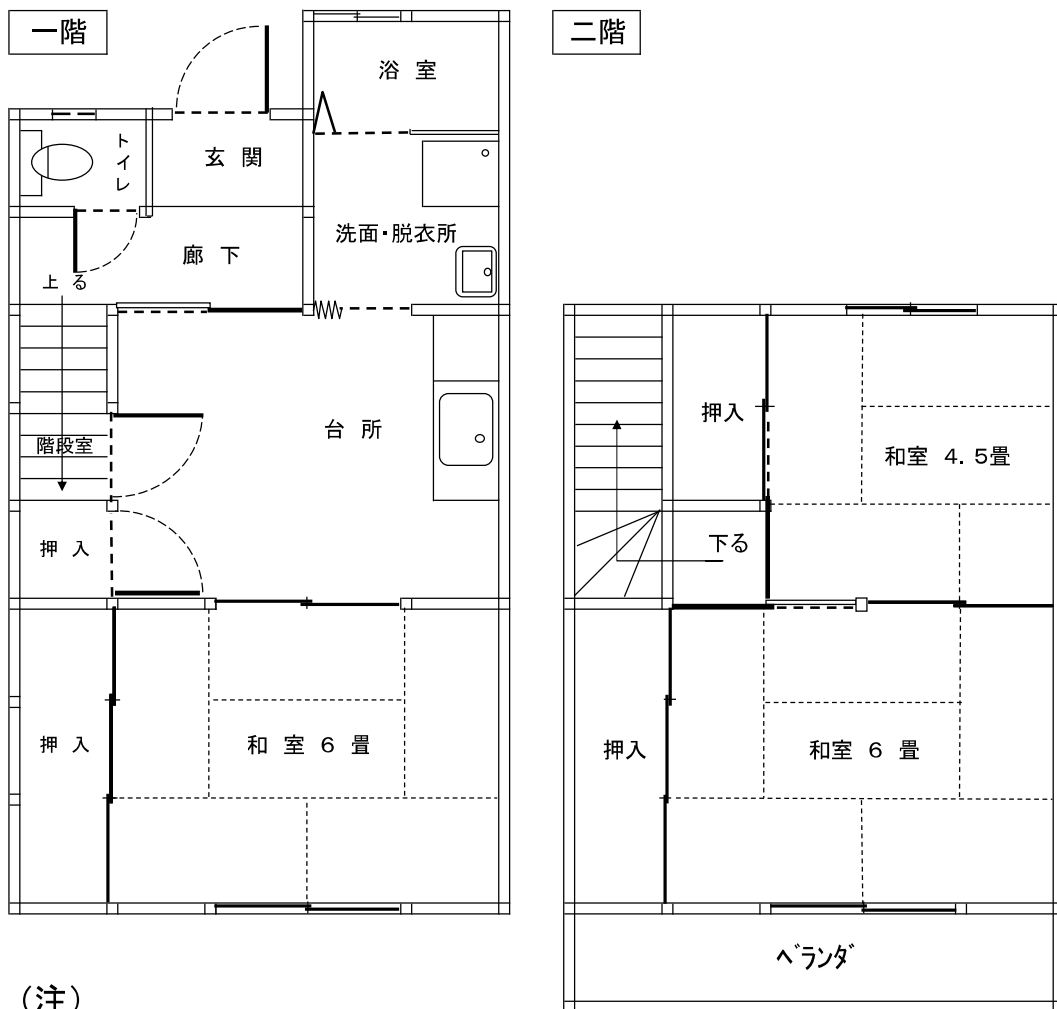 一階
浴 室
トイレ
玄 関
洗面・脱衣所
廊 下
上 る
台 所
階段室
押 入
押 入
和 室 6 畳
二階
押入
和室 4.5畳
下る
押入
和室 6 畳
ベランダ
(注)